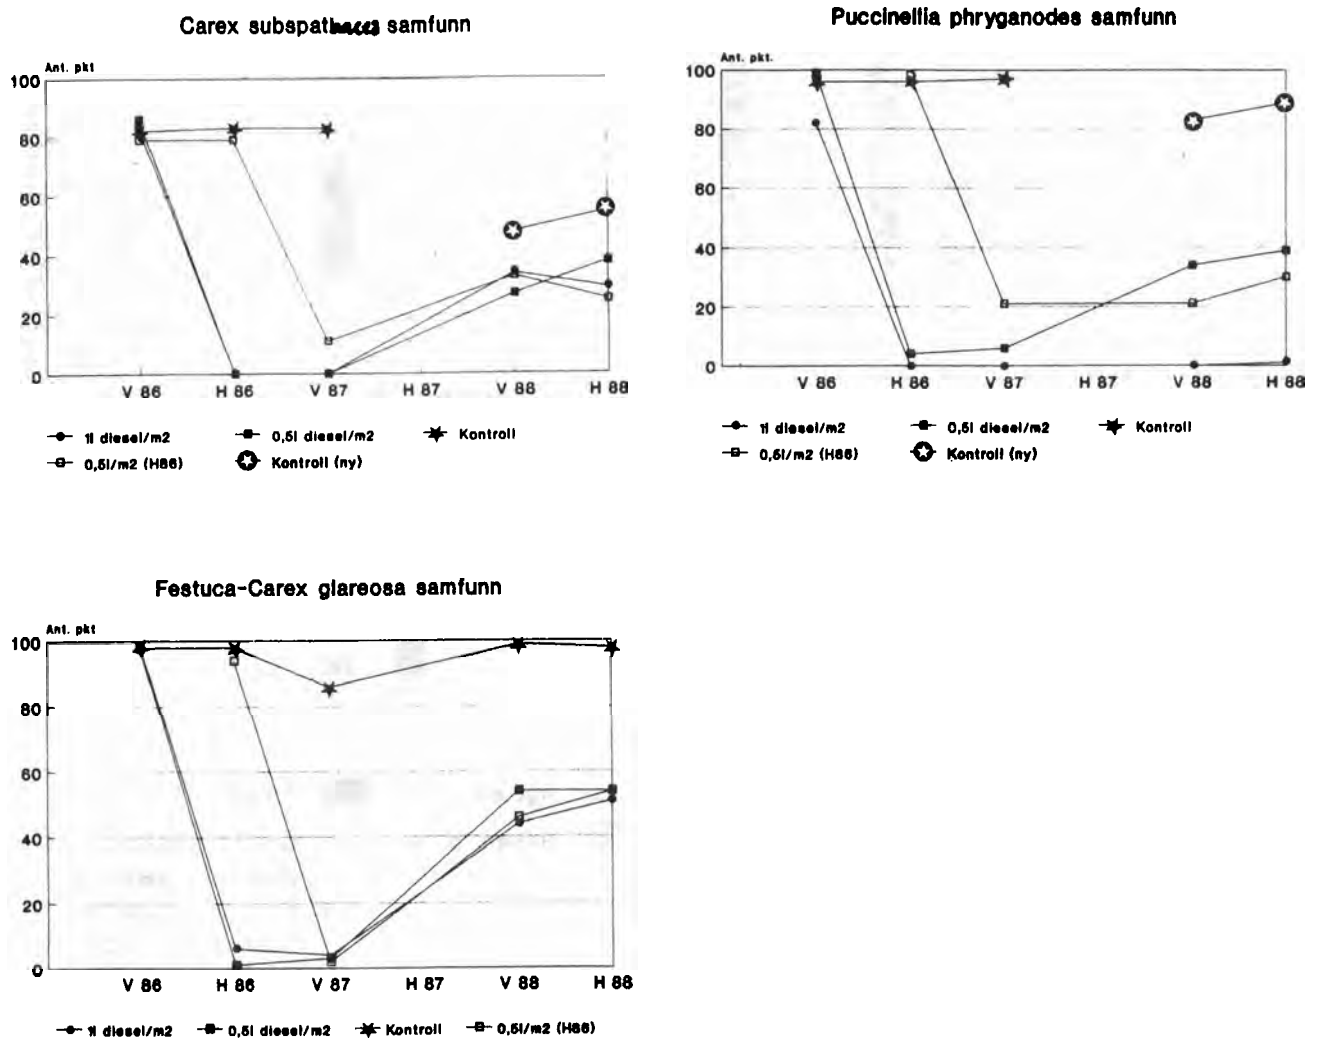 Carex subspathacea samfunn
Ant. pkt
100
80
60
40
20
0
V 86 H 86 V 87 H 87 V 88 H 88
1l diesel/m2 0,5l diesel/m2 Kontroll
0,5l/m2 (H86) Kontroll (ny)
Puccinellia phryganodes samfunn
Ant. pkt.
100
80
60
40
20
0
V 86 H 86 V 87 H 87 V 88 H 88
1l diesel/m2 0,5l diesel/m2 Kontroll
0,5l/m2 (H86) Kontroll (ny)
Festuca-Carex glareosa samfunn
Ant. pkt
100
80
60
40
20
0
V 86 H 86 V 87 H 87 V 88 H 88
1l diesel/m2 0,5l diesel/m2 Kontroll 0,5l/m2 (H86)